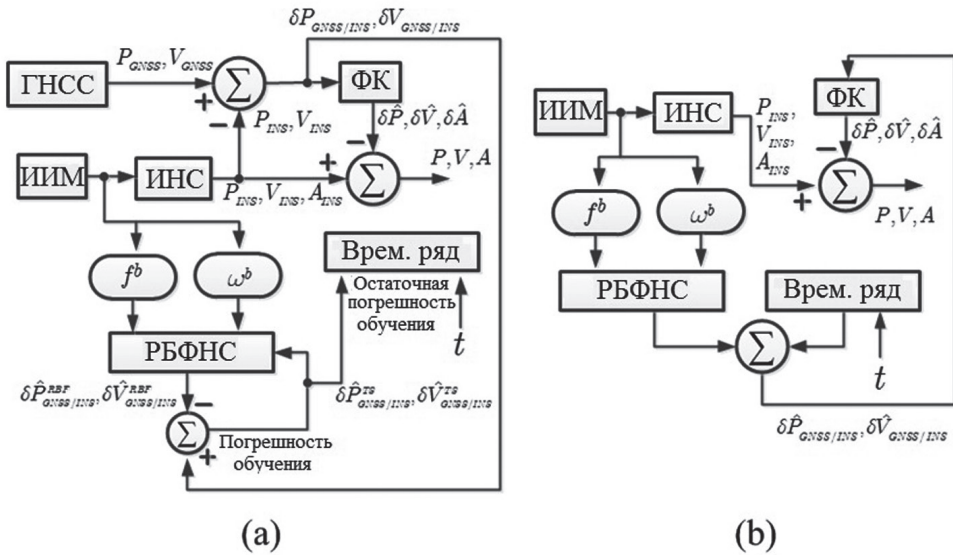 δP_GNSS/INS, δV_GNSS/INS
P_GNSS, V_GNSS
ГНСС
Σ
ФК
+
−
P_INS, V_INS
δP̂, δV̂, δÂ
−
ИИМ
ИНС
+
Σ
P, V, A
P_INS, V_INS, A_INS
f^b
ω^b
Врем. ряд
Остаточная
погрешность
обучения
t
РБФНС
δP̂^RBF_GNSS/INS, δV̂^RBF_GNSS/INS
δP̂^TS_GNSS/INS, δV̂^TS_GNSS/INS
−
Σ
+
Погрешность
обучения
(a)
ФК
ИИМ
ИНС
P_INS,
V_INS,
A_INS
δP̂, δV̂, δÂ
−
+
Σ
P, V, A
f^b
ω^b
РБФНС
Врем. ряд
Σ
t
δP̂_GNSS/INS, δV̂_GNSS/INS
(b)